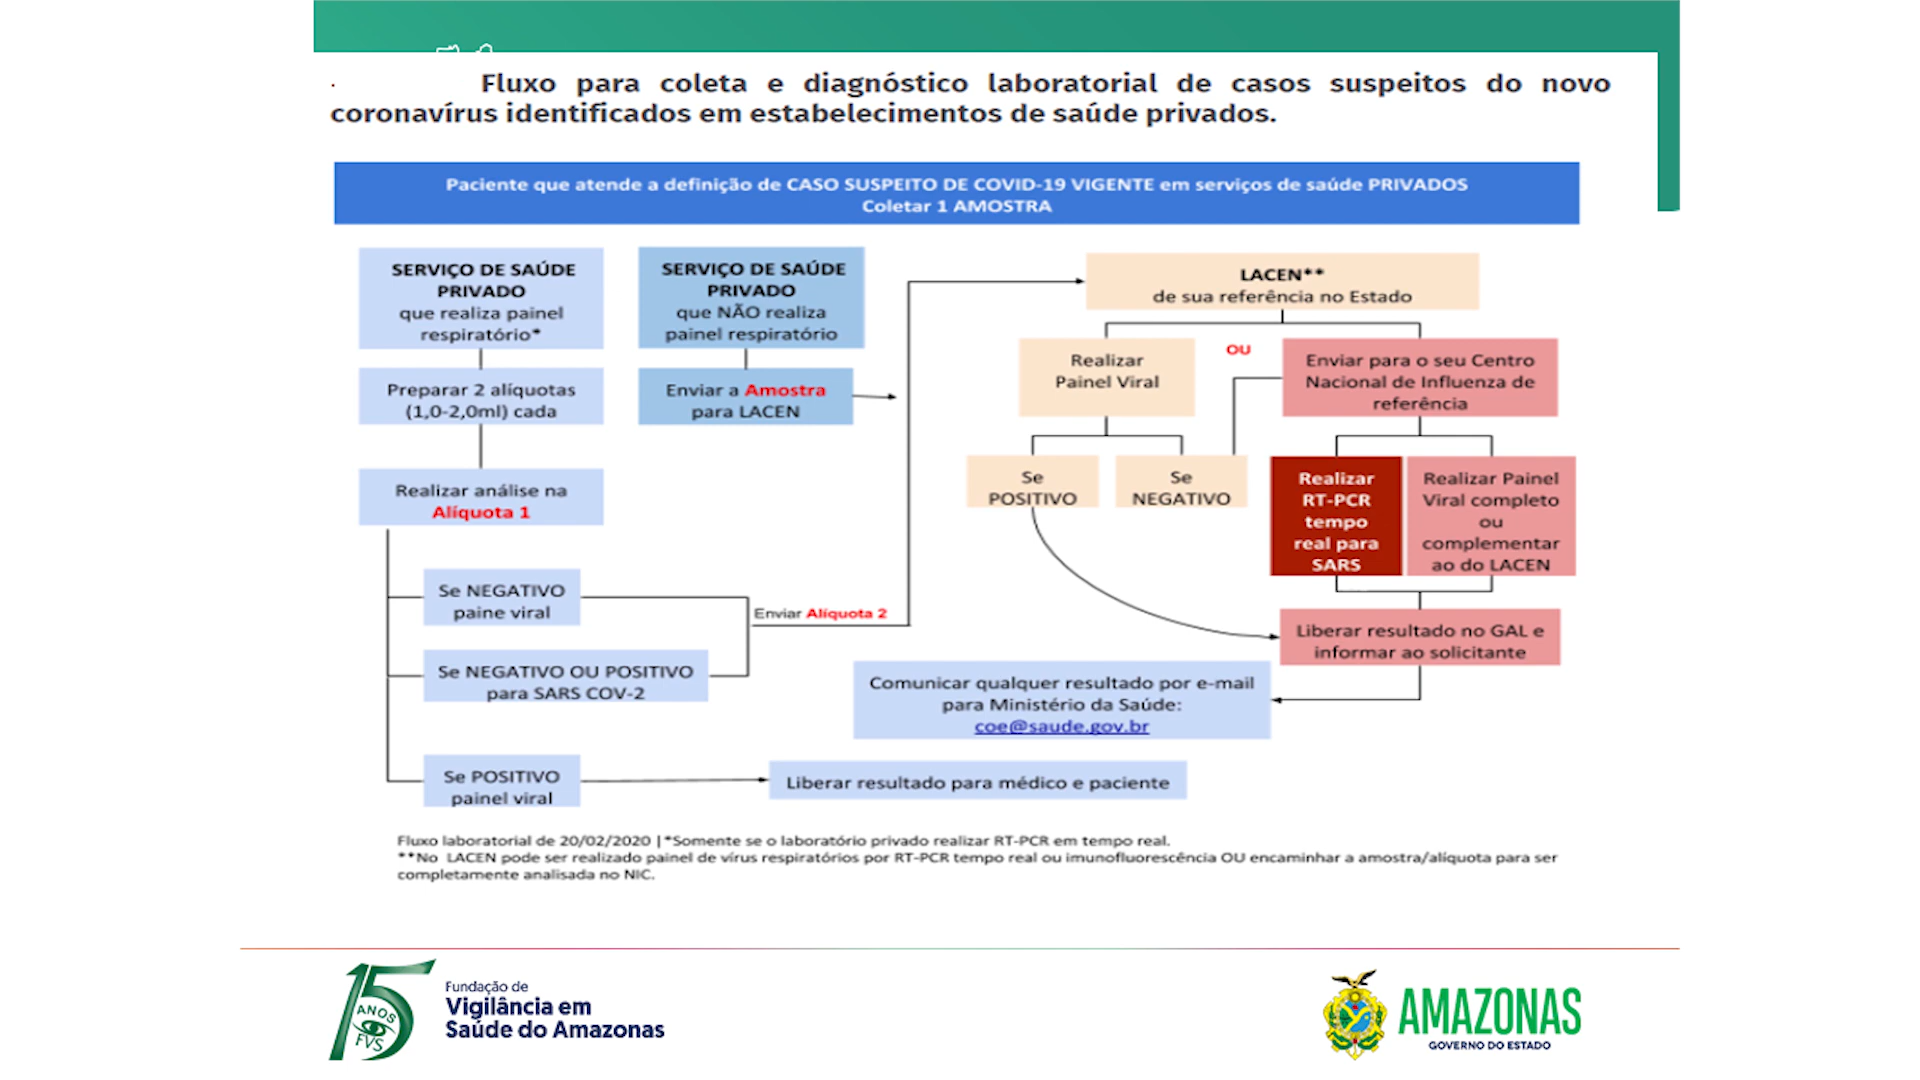 Fluxo para coleta e diagnóstico laboratorial de casos suspeitos do novo
coronavírus identificados em estabelecimentos de saúde privados.
Paciente que atende a definição de CASO SUSPEITO DE COVID-19 VIGENTE em serviços de saúde PRIVADOS
Coletar 1 AMOSTRA
SERVIÇO DE SAÚDE
PRIVADO
que realiza painel
respiratório*
Preparar 2 alíquotas
(1,0-2,0ml) cada
Realizar análise na
Alíquota 1
Se NEGATIVO
paine viral
Se NEGATIVO OU POSITIVO
para SARS COV-2
Se POSITIVO
painel viral
SERVIÇO DE SAÚDE
PRIVADO
que NÃO realiza
painel respiratório
Enviar a Amostra
para LACEN
Enviar Alíquota 2
LACEN**
de sua referência no Estado
Realizar
Painel Viral
OU
Enviar para o seu Centro
Nacional de Influenza de
referência
Se
POSITIVO
Se
NEGATIVO
Realizar
RT-PCR
tempo
real para
SARS
Realizar Painel
Viral completo
ou
complementar
ao do LACEN
Liberar resultado no GAL e
informar ao solicitante
Comunicar qualquer resultado por e-mail
para Ministério da Saúde:
coe@saude.gov.br
Liberar resultado para médico e paciente
Fluxo laboratorial de 20/02/2020 |*Somente se o laboratório privado realizar RT-PCR em tempo real.
**No LACEN pode ser realizado painel de vírus respiratórios por RT-PCR tempo real ou imunofluorescência OU encaminhar a amostra/alíquota para ser
completamente analisada no NIC.
15
ANOS
FVS
Fundação de
Vigilância em
Saúde do Amazonas
AMAZONAS
GOVERNO DO ESTADO